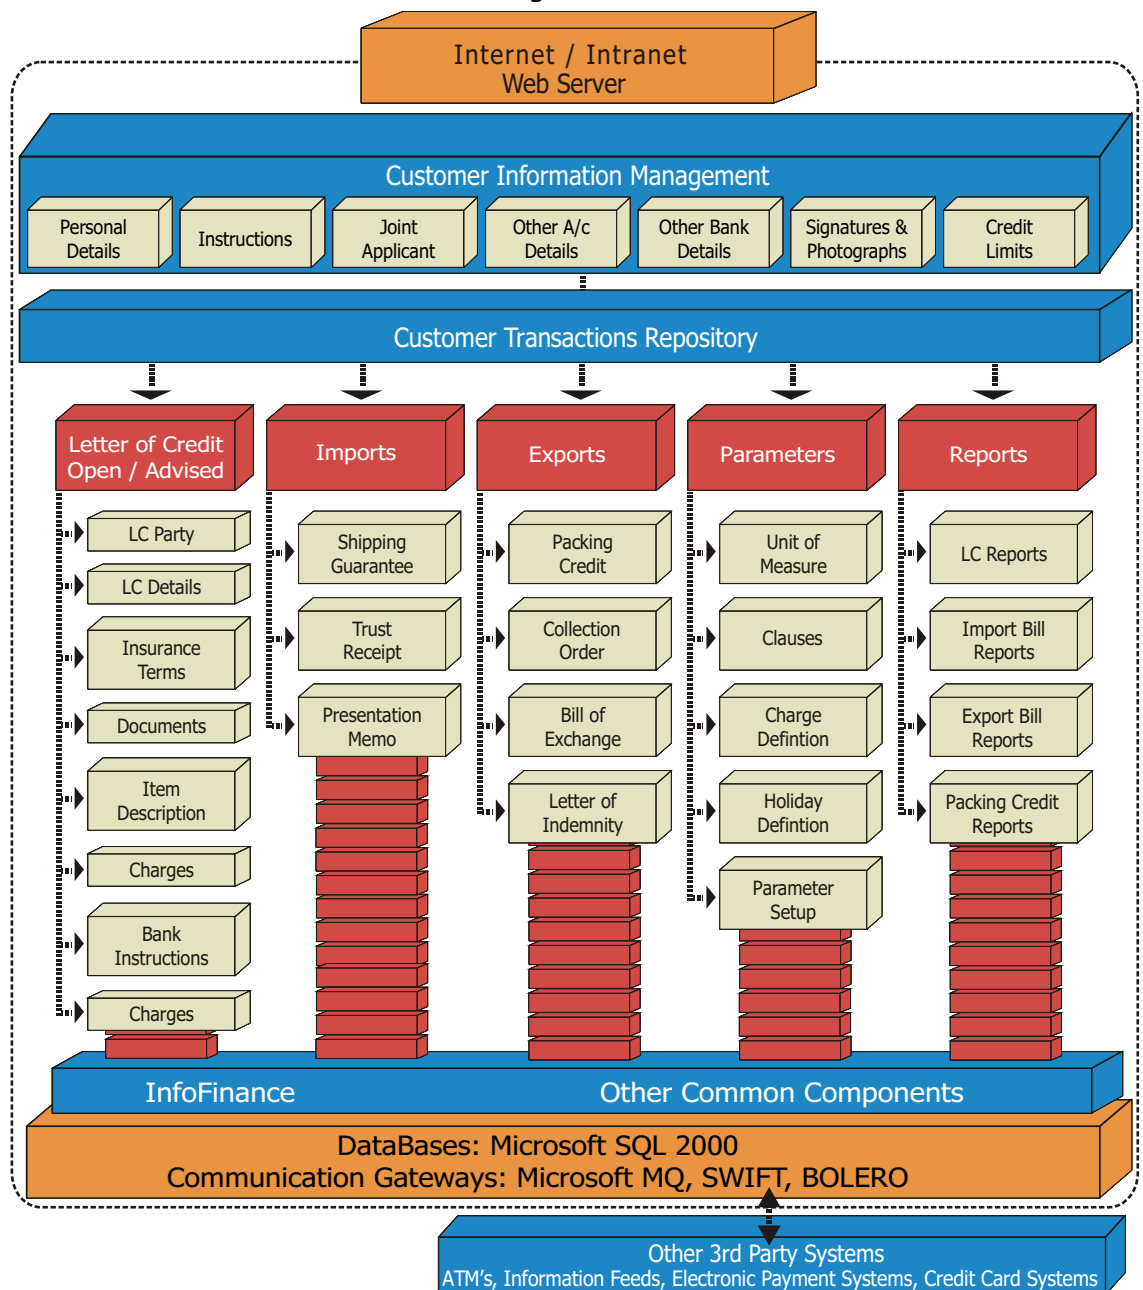 Internet / Intranet
Web Server
Customer Information Management
Personal
Details
Instructions
Joint
Applicant
Other A/c
Details
Other Bank
Details
Signatures &
Photographs
Credit
Limits
Customer Transactions Repository
Letter of Credit
Open / Advised
LC Party
LC Details
Insurance
Terms
Documents
Item
Description
Charges
Bank
Instructions
Charges
Imports
Shipping
Guarantee
Trust
Receipt
Presentation
Memo
Exports
Packing
Credit
Collection
Order
Bill of
Exchange
Letter of
Indemnity
Parameters
Unit of
Measure
Clauses
Charge
Defintion
Holiday
Defintion
Parameter
Setup
Reports
LC Reports
Import Bill
Reports
Export Bill
Reports
Packing Credit
Reports
InfoFinance
Other Common Components
DataBases: Microsoft SQL 2000
Communication Gateways: Microsoft MQ, SWIFT, BOLERO
Other 3rd Party Systems
ATM's, Information Feeds, Electronic Payment Systems, Credit Card Systems